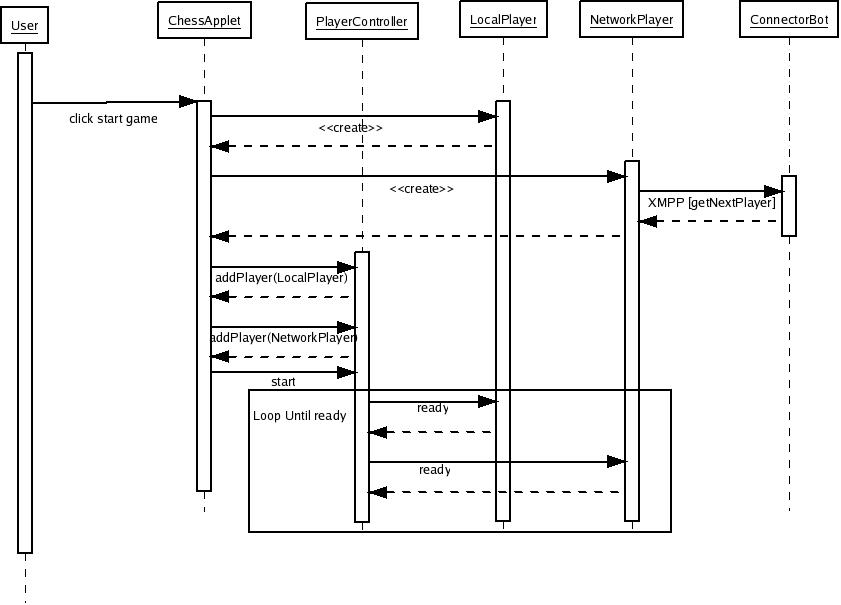 User
ChessApplet
PlayerController
LocalPlayer
NetworkPlayer
ConnectorBot
click start game
<<create>>
<<create>>
XMPP [getNextPlayer]
addPlayer(LocalPlayer)
addPlayer(NetworkPlayer)
start
Loop Until ready
ready
ready